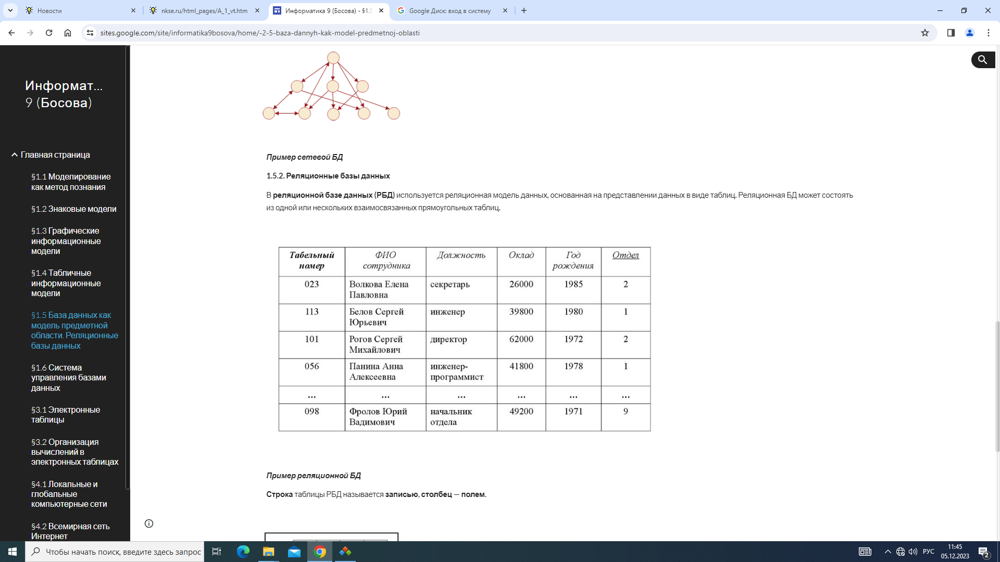 Новости
nkse.ru/html_pages/A_1_vt.htm
Информатика 9 (Босова) - §1.5
Google Диск: вход в систему
sites.google.com/site/informatika9bosova/home/-2-5-baza-dannyh-kak-model-predmetnoj-oblasti
Информат...
9 (Босова)
Главная страница
§1.1 Моделирование
как метод познания
§1.2 Знаковые модели
§1.3 Графические
информационные
модели
§1.4 Табличные
информационные
модели
§1.5 База данных как
модель предметной
области. Реляционные
базы данных
§1.6 Система
управления базами
данных
§3.1 Электронные
таблицы
§3.2 Организация
вычислений в
электронных таблицах
§4.1 Локальные и
глобальные
компьютерные сети
§4.2 Всемирная сеть
Интернет
Пример сетевой БД
1.5.2. Реляционные базы данных
В реляционной базе данных (РБД) используется реляционная модель данных, основанная на представлении данных в виде таблиц. Реляционная БД может состоять
из одной или нескольких взаимосвязанных прямоугольных таблиц.
Табельный номер ФИО сотрудника Должность Оклад Год рождения Отдел
023 Волкова Елена Павловна секретарь 26000 1985 2
113 Белов Сергей Юрьевич инженер 39800 1980 1
101 Рогов Сергей Михайлович директор 62000 1972 2
056 Панина Анна Алексеевна инженер-программист 41800 1978 1
... ... ... ... ... ...
098 Фролов Юрий Вадимович начальник отдела 49200 1971 9
Пример реляционной БД
Строка таблицы РБД называется записью, столбец — полем.
Чтобы начать поиск, введите здесь запрос
РУС
11:45
05.12.2023
2